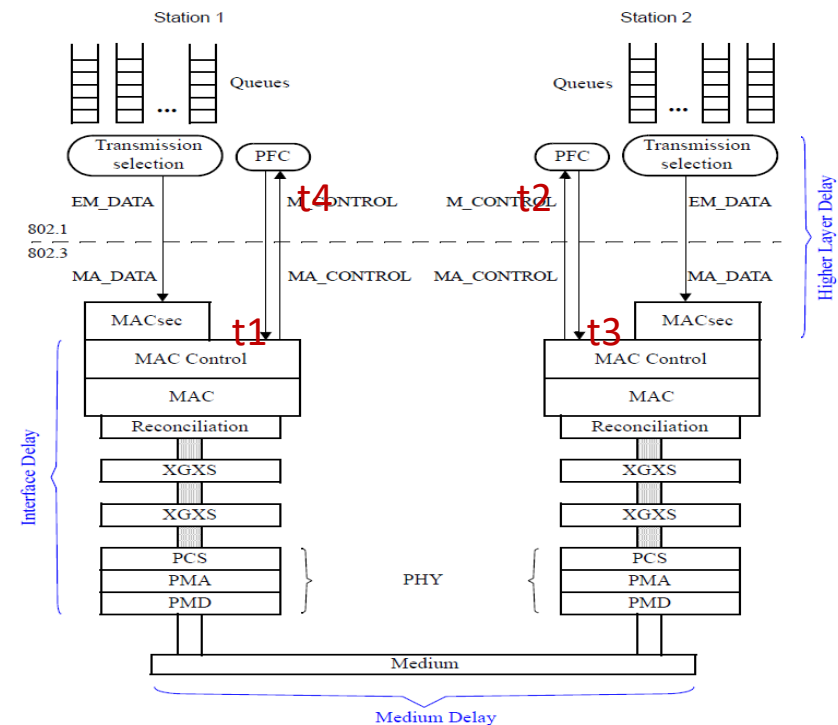 Station 1
Station 2
Queues
Queues
...
...
Transmission
selection
PFC
PFC
Transmission
selection
EM_DATA
t4
M_CONTROL
M_CONTROL
t2
EM_DATA
802.1
802.3
MA_DATA
MA_CONTROL
MA_CONTROL
MA_DATA
Higher Layer Delay
MACsec
MACsec
t1
t3
MAC Control
MAC Control
MAC
MAC
Reconciliation
Reconciliation
Interface Delay
XGXS
XGXS
XGXS
XGXS
PCS
PCS
PMA
PHY
PMA
PMD
PMD
Medium
Medium Delay